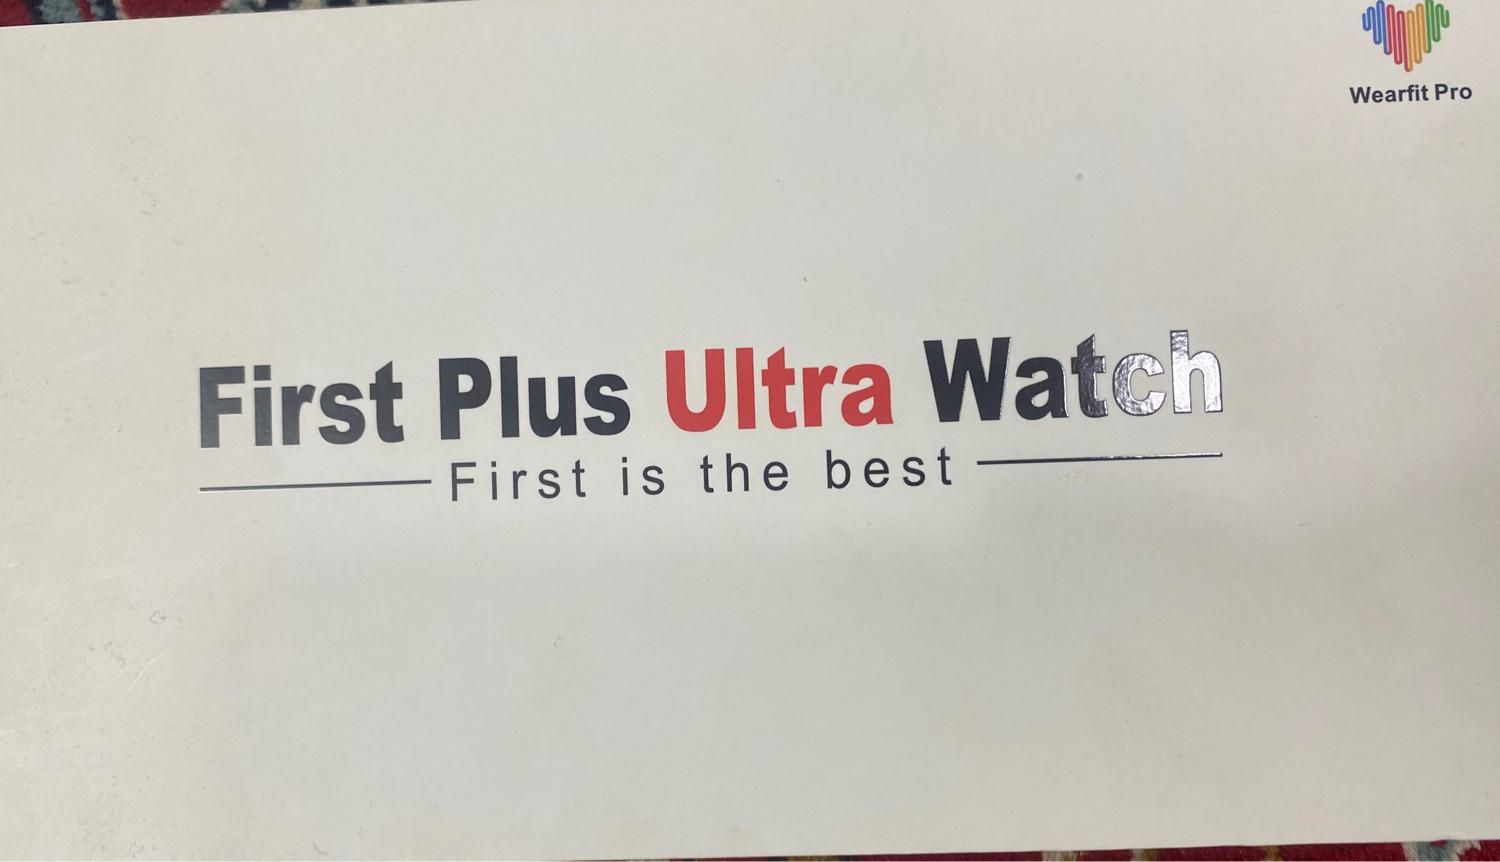 Wearfit Pro
First Plus Ultra Watch
First is the best